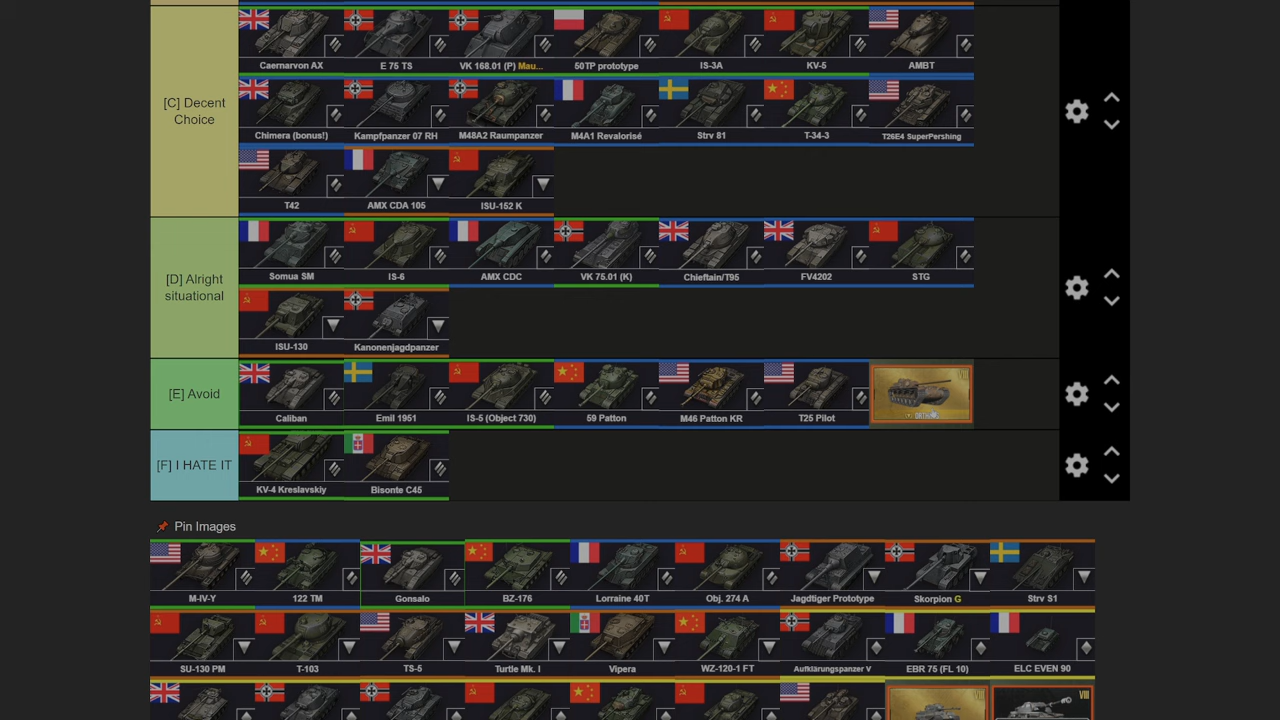 [C] Decent
Choice
Caernarvon AX
E 75 TS
VK 168.01 (P) Mau...
50TP prototype
IS-3A
KV-5
AMBT
Chimera (bonus!)
Kampfpanzer 07 RH
M48A2 Raumpanzer
M4A1 Revalorisé
Strv 81
T-34-3
T26E4 SuperPershing
T42
AMX CDA 105
ISU-152 K
[D] Alright
situational
Somua SM
IS-6
AMX CDC
VK 75.01 (K)
Chieftain/T95
FV4202
STG
ISU-130
Kanonenjagdpanzer
[E] Avoid
Caliban
Emil 1951
IS-5 (Object 730)
59 Patton
M46 Patton KR
T25 Pilot
[F] I HATE IT
KV-4 Kreslavskiy
Bisonte C45
Pin Images
M-IV-Y
122 TM
Gonsalo
BZ-176
Lorraine 40T
Obj. 274 A
Jagdtiger Prototype
Skorpion G
Strv S1
SU-130 PM
T-103
TS-5
Turtle Mk. I
Vipera
WZ-120-1 FT
Aufklärungspanzer V
EBR 75 (FL 10)
ELC EVEN 90
VIII